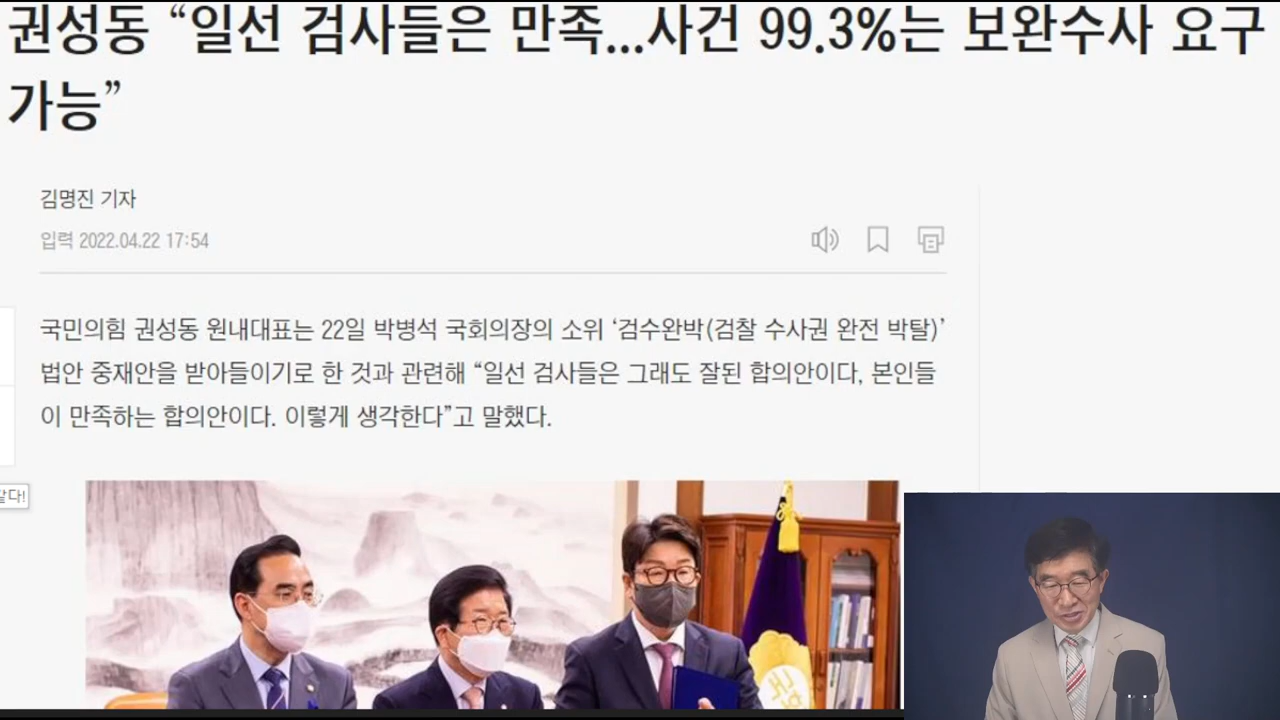 권성동 “일선 검사들은 만족...사건 99.3%는 보완수사 요구
가능”
김명진 기자
입력 2022.04.22 17:54
국민의힘 권성동 원내대표는 22일 박병석 국회의장의 소위 ‘검수완박(검찰 수사권 완전 박탈)’
법안 중재안을 받아들이기로 한 것과 관련해 “일선 검사들은 그래도 잘된 합의안이다, 본인들
이 만족하는 합의안이다. 이렇게 생각한다”고 말했다.
같다!